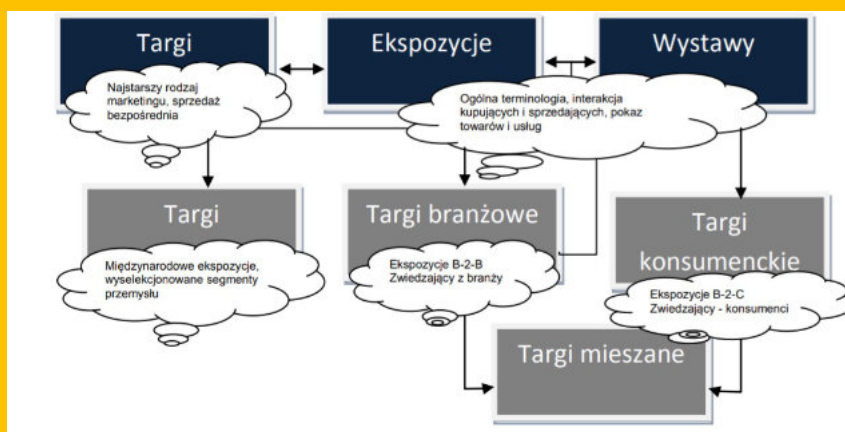 Targi
Ekspozycje
Wystawy
Najstarszy rodzaj
marketingu, sprzedaż
bezpośrednia
Ogólna terminologia, interakcja
kupujących i sprzedających, pokaz
towarów i usług
Targi
Targi branżowe
Targi
konsumenckie
Międzynarodowe ekspozycje,
wyselekcjonowane segmenty
przemysłu
Ekspozycje B-2-B
Zwiedzający z branży
Ekspozycje B-2-C
Zwiedzający - konsumenci
Targi mieszane